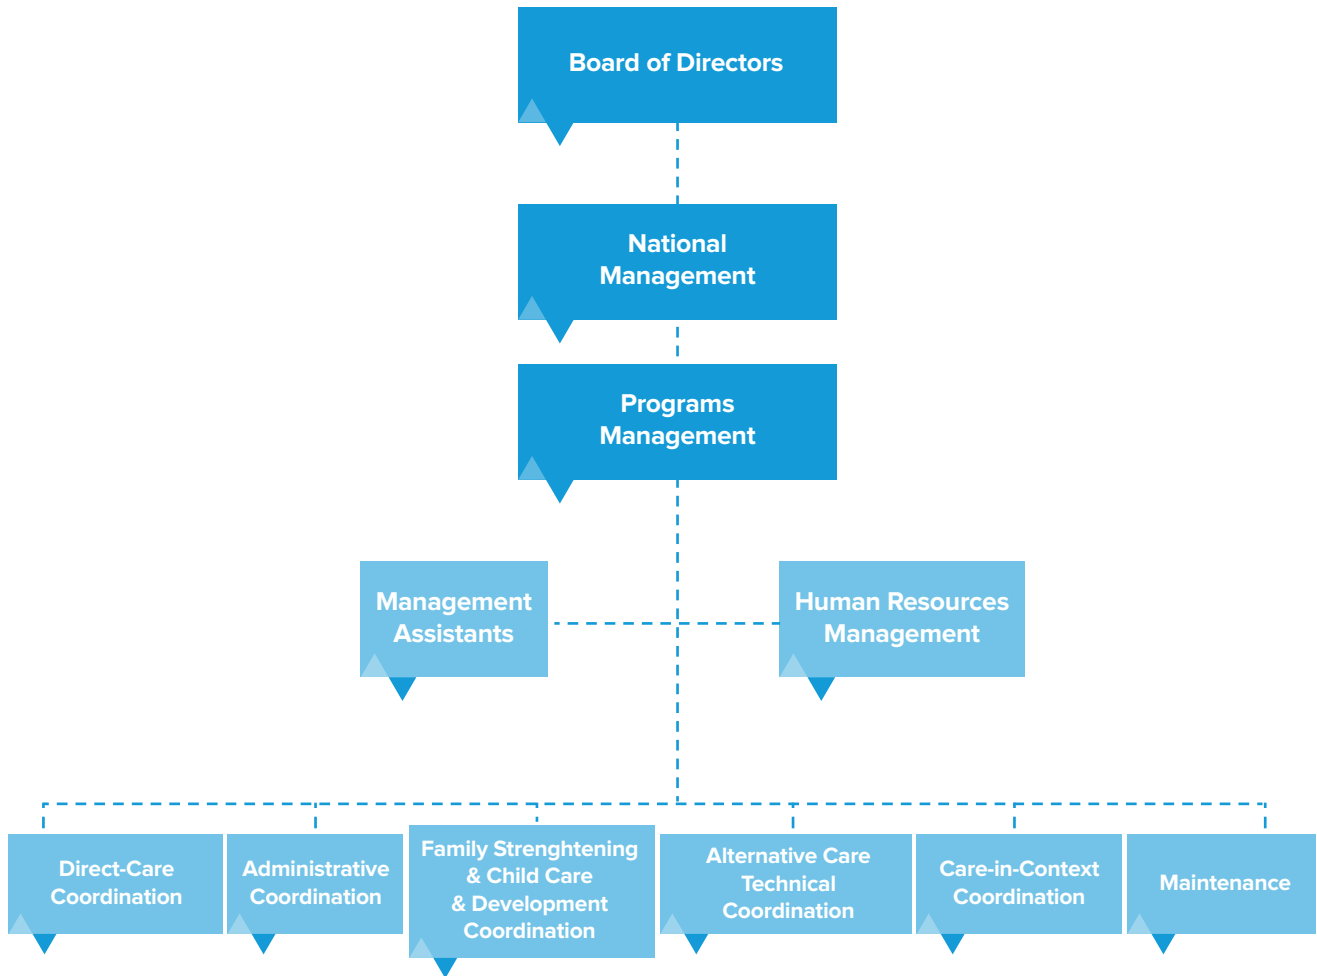 Board of Directors
National
Management
Programs
Management
Management
Assistants
Human Resources
Management
Direct-Care
Coordination
Administrative
Coordination
Family Strenghtening
& Child Care
& Development
Coordination
Alternative Care
Technical
Coordination
Care-in-Context
Coordination
Maintenance